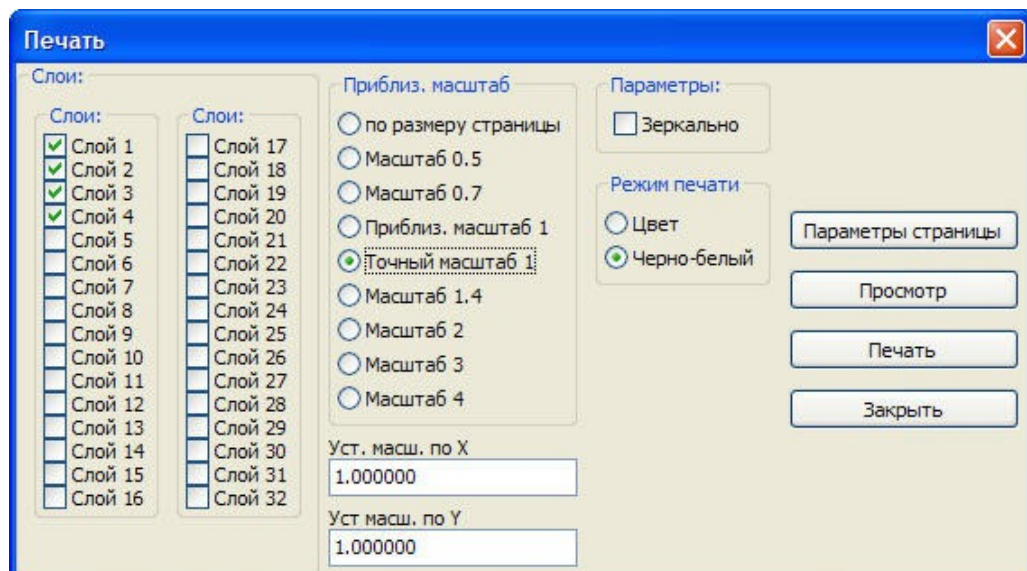 Печать
Слои:
Слои:
Слой 1
Слой 2
Слой 3
Слой 4
Слой 5
Слой 6
Слой 7
Слой 8
Слой 9
Слой 10
Слой 11
Слой 12
Слой 13
Слой 14
Слой 15
Слой 16
Слои:
Слой 17
Слой 18
Слой 19
Слой 20
Слой 21
Слой 22
Слой 23
Слой 24
Слой 25
Слой 26
Слой 27
Слой 28
Слой 29
Слой 30
Слой 31
Слой 32
Приблиз. масштаб
по размеру страницы
Масштаб 0.5
Масштаб 0.7
Приблиз. масштаб 1
Точный масштаб 1
Масштаб 1.4
Масштаб 2
Масштаб 3
Масштаб 4
Уст. масш. по X
1.000000
Уст масш. по Y
1.000000
Параметры:
Зеркально
Режим печати
Цвет
Черно-белый
Параметры страницы
Просмотр
Печать
Закрыть